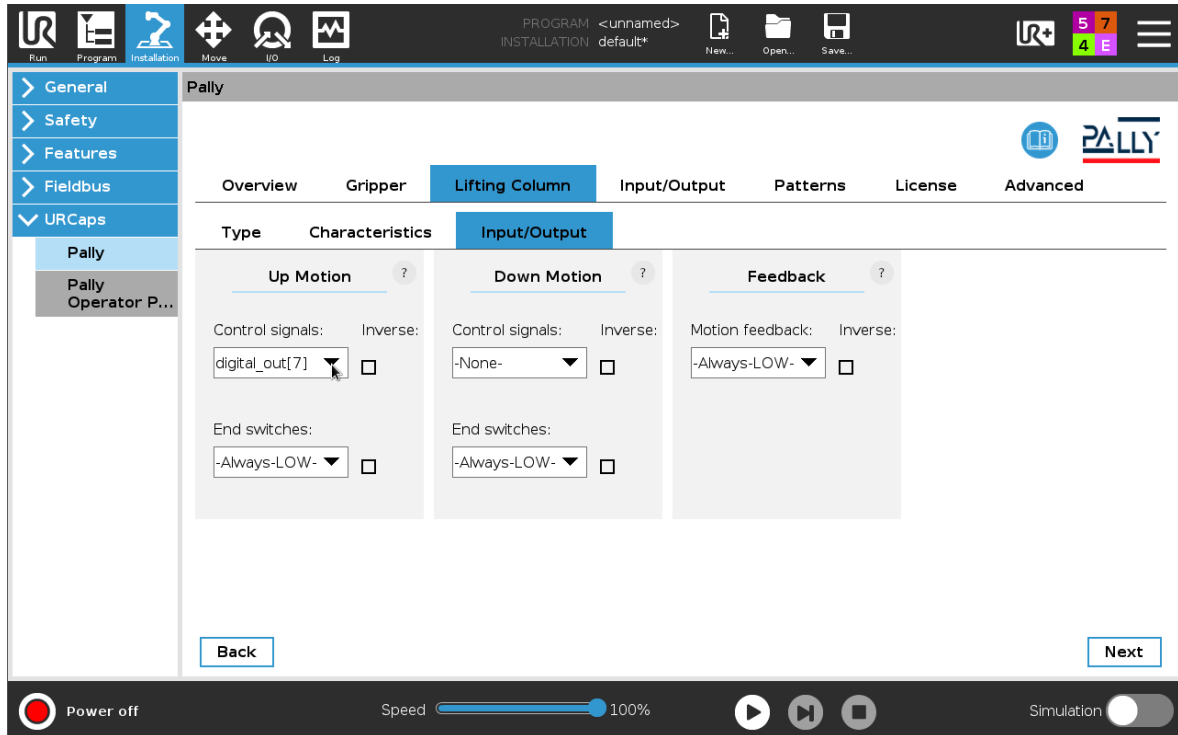 PROGRAM <unnamed>
INSTALLATION default*
UR
UR+
5 7
4 E
Run Program Installation Move I/O Log New... Open... Save...
General
Pally
Safety
Features
PALLY
Fieldbus
Overview Gripper Lifting Column Input/Output Patterns License Advanced
URCaps
Type Characteristics Input/Output
Pally
Pally
Operator P...
Up Motion ? Down Motion ? Feedback ?
Control signals: Inverse: Control signals: Inverse: Motion feedback: Inverse:
digital_out[7] -None- -Always-LOW-
End switches: End switches:
-Always-LOW- -Always-LOW-
Back Next
Power off Speed 100% Simulation